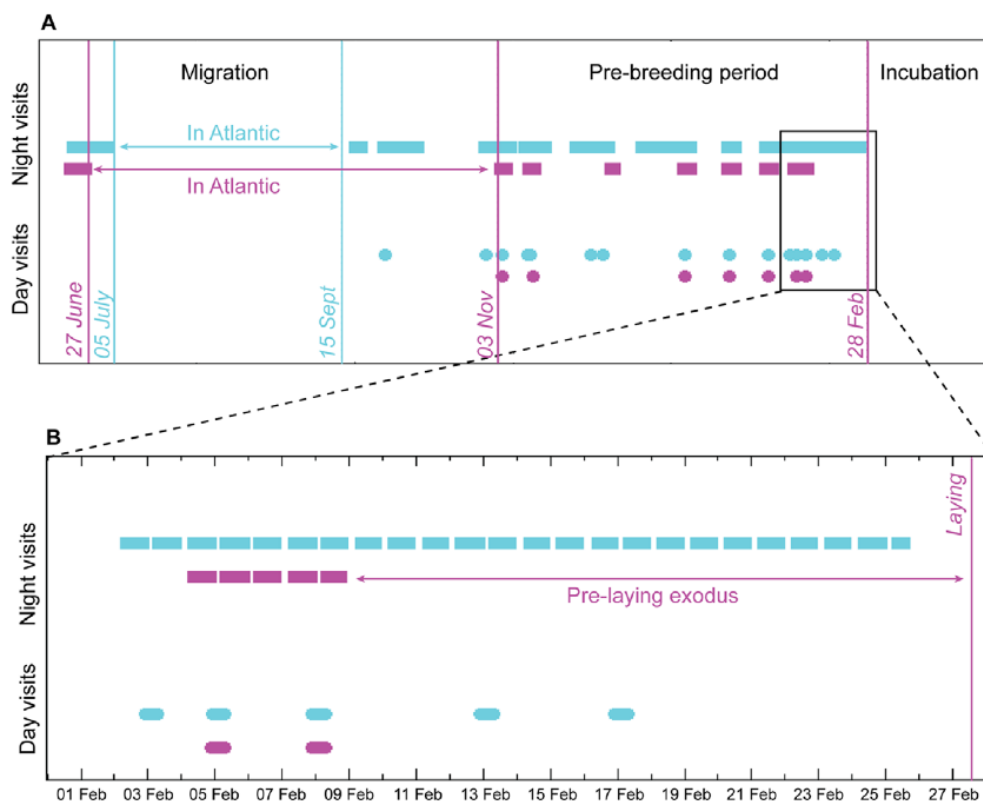 A
Migration
Pre-breeding period
Incubation
Night visits
In Atlantic
In Atlantic
Day visits
27 June
05 July
15 Sept
03 Nov
28 Feb
B
Night visits
Laying
Pre-laying exodus
Day visits
01 Feb 03 Feb 05 Feb 07 Feb 09 Feb 11 Feb 13 Feb 15 Feb 17 Feb 19 Feb 21 Feb 23 Feb 25 Feb 27 Feb